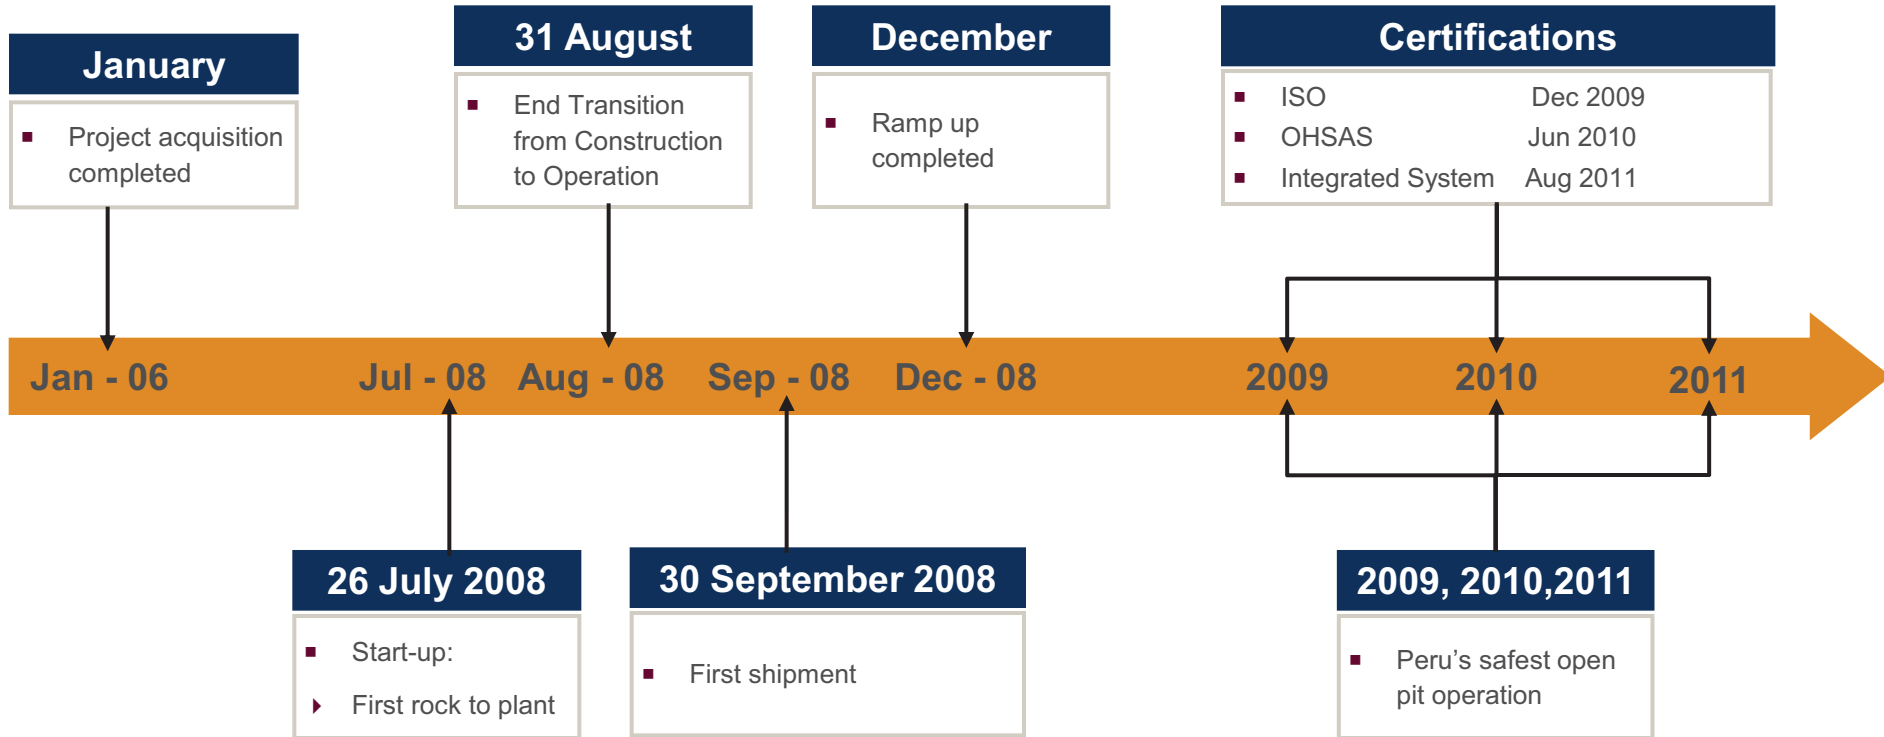 January
Project acquisition
completed
31 August
End Transition
from Construction
to Operation
December
Ramp up
completed
Certifications
ISO Dec 2009
OHSAS Jun 2010
Integrated System Aug 2011
Jan - 06 Jul - 08 Aug - 08 Sep - 08 Dec - 08 2009 2010 2011
26 July 2008
Start-up:
First rock to plant
30 September 2008
First shipment
2009, 2010,2011
Peru’s safest open
pit operation